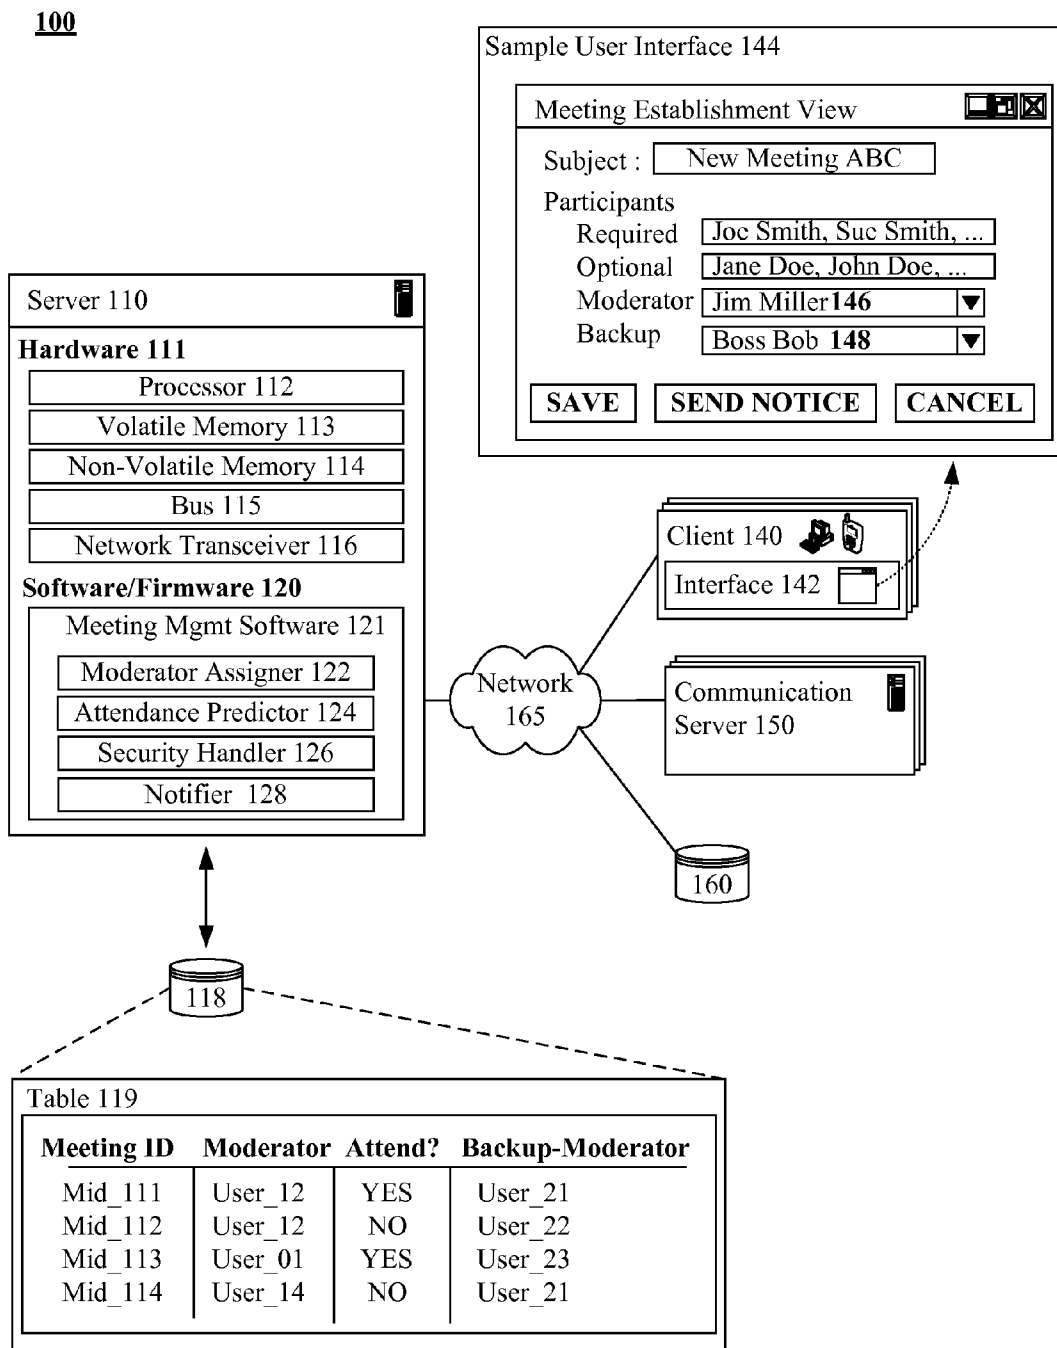 100
Sample User Interface 144
Meeting Establishment View
Subject : New Meeting ABC
Participants
Required Joe Smith, Sue Smith, ...
Optional Jane Doe, John Doe, ...
Moderator Jim Miller 146
Backup Boss Bob 148
SAVE SEND NOTICE CANCEL
Server 110
Hardware 111
Processor 112
Volatile Memory 113
Non-Volatile Memory 114
Bus 115
Network Transceiver 116
Software/Firmware 120
Meeting Mgmt Software 121
Moderator Assigner 122
Attendance Predictor 124
Security Handler 126
Notifier 128
Network
165
Client 140
Interface 142
Communication
Server 150
160
118
Table 119
Meeting ID Moderator Attend? Backup-Moderator
Mid_111 User_12 YES User_21
Mid_112 User_12 NO User_22
Mid_113 User_01 YES User_23
Mid_114 User_14 NO User_21